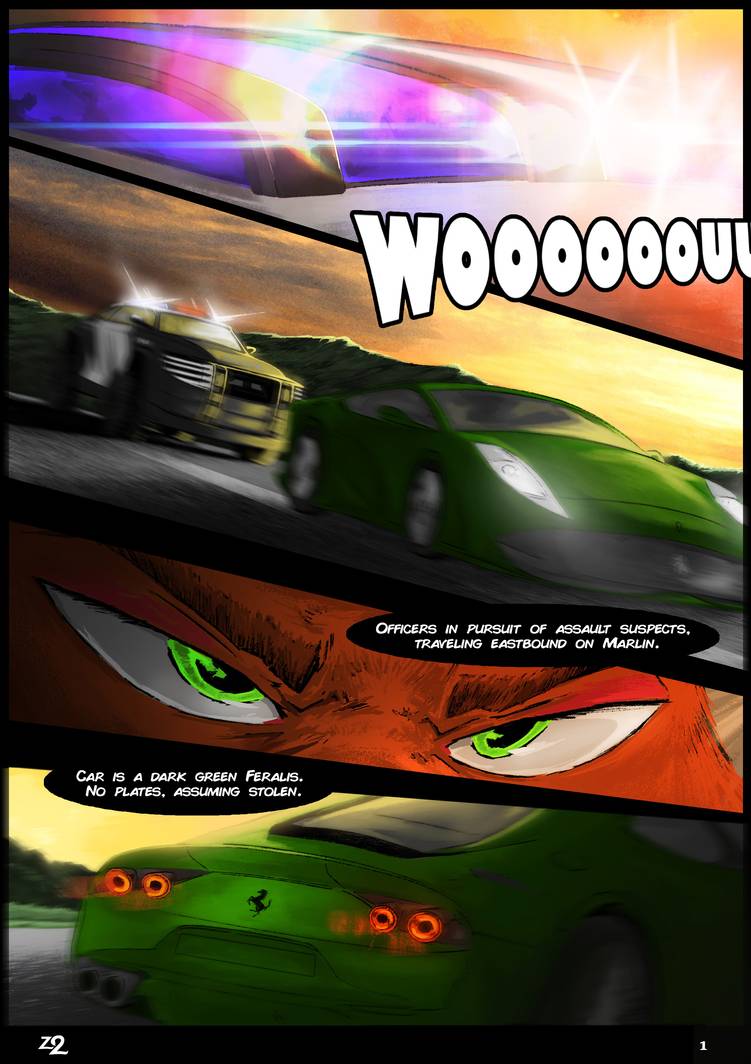 WOOOOOOUU
OFFICERS IN PURSUIT OF ASSAULT SUSPECTS,
TRAVELING EASTBOUND ON MARLIN.
CAR IS A DARK GREEN FERALIS.
NO PLATES, ASSUMING STOLEN.
Z2
1